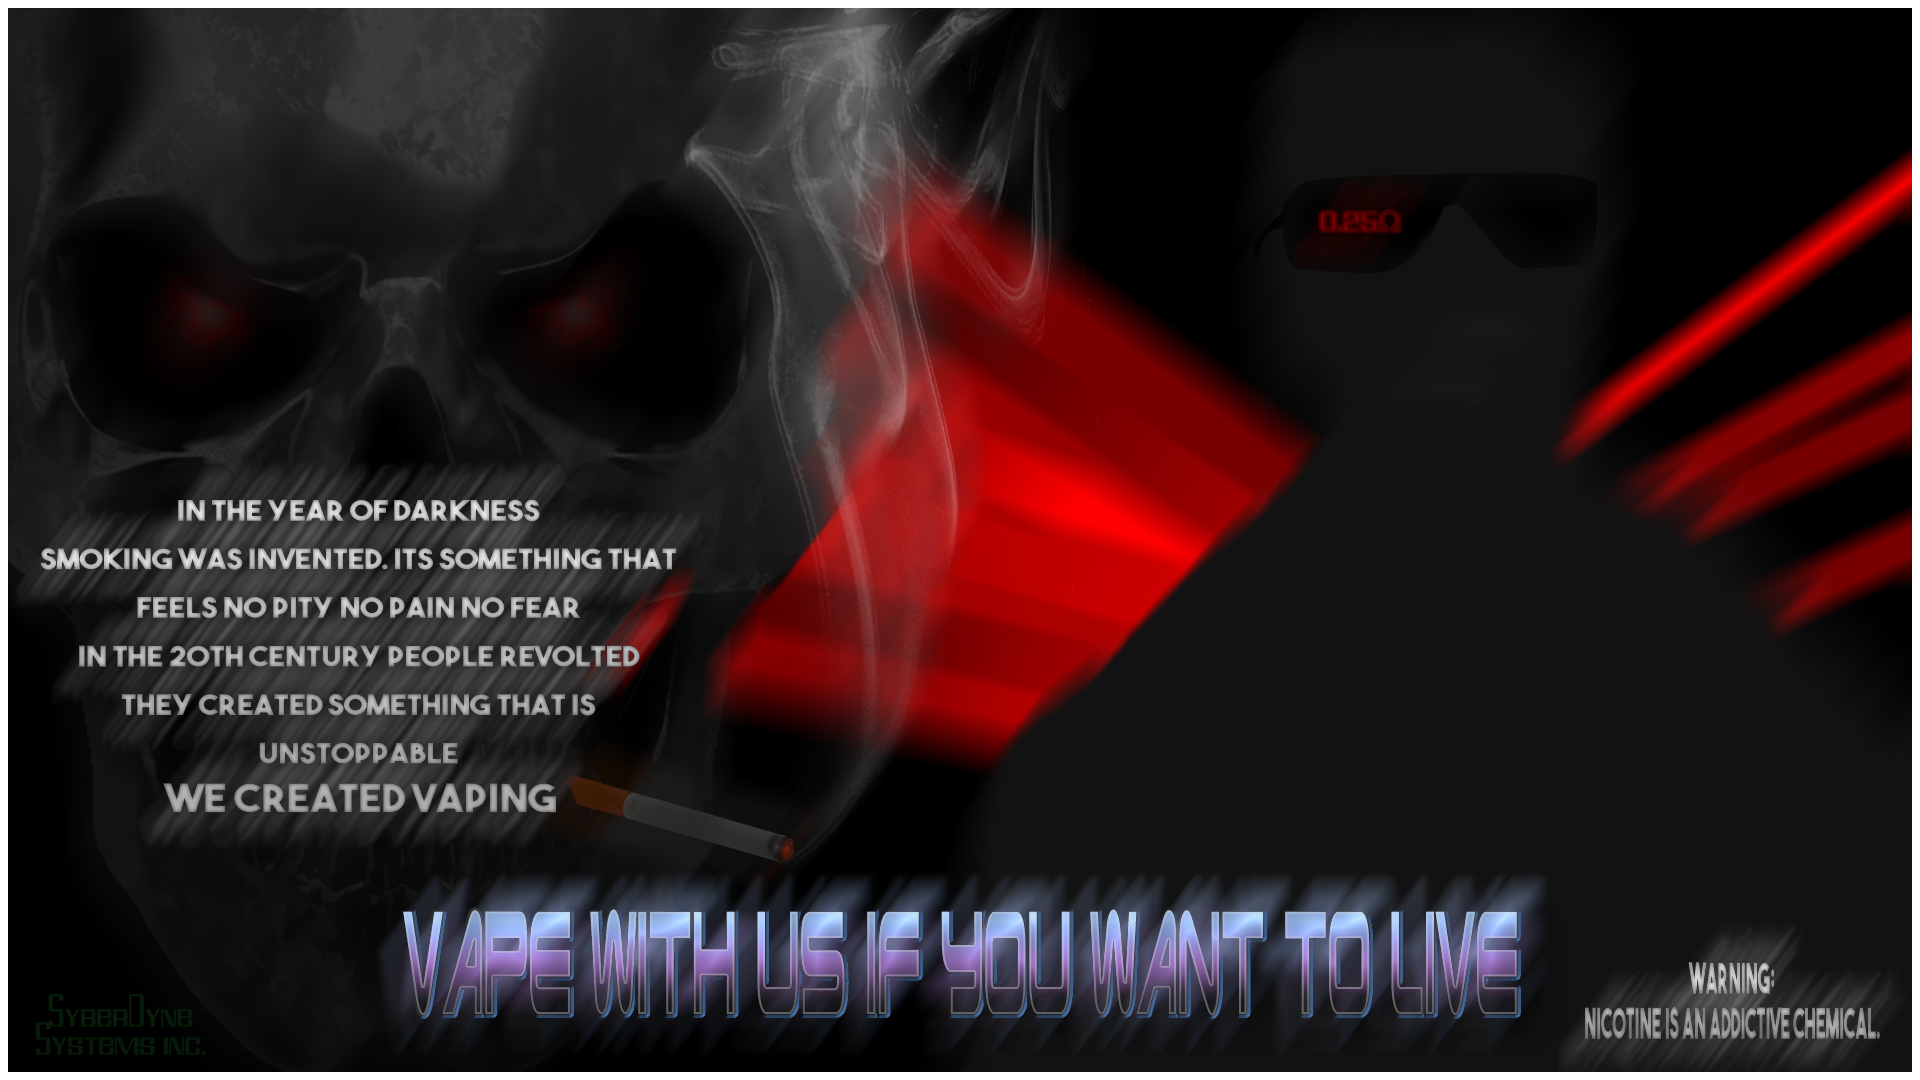 0.25Ω
IN THE YEAR OF DARKNESS
SMOKING WAS INVENTED. ITS SOMETHING THAT
FEELS NO PITY NO PAIN NO FEAR
IN THE 20TH CENTURY PEOPLE REVOLTED
THEY CREATED SOMETHING THAT IS
UNSTOPPABLE
WE CREATED VAPING
VAPE WITH US IF YOU WANT TO LIVE
WARNING:
NICOTINE IS AN ADDICTIVE CHEMICAL.
SYBERDYNE
SYSTEMS INC.